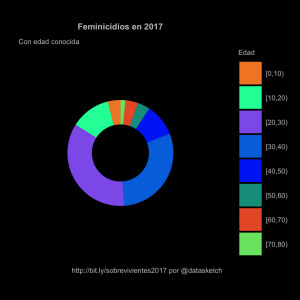 Feminicidios en 2017
Con edad conocida
Edad
[0,10)
[10,20)
[20,30)
[30,40)
[40,50)
[50,60)
[60,70)
[70,80)
http://bit.ly/sobrevivientes2017 por @datasketch